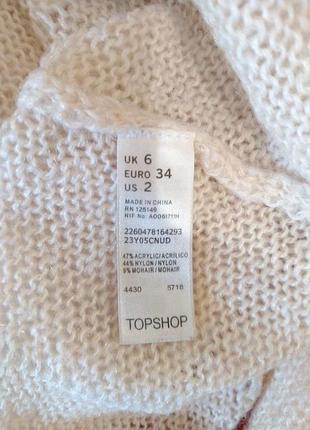 UK 6
EURO 34
US 2
MADE IN CHINA
RN 128149
2260478164293
23Y05CNUD
47% ACRYLIC/ACRILICO
44% NYLON/NYLON
9% MOHAIR/MOHAIR
4430 5718
TOPSHOP